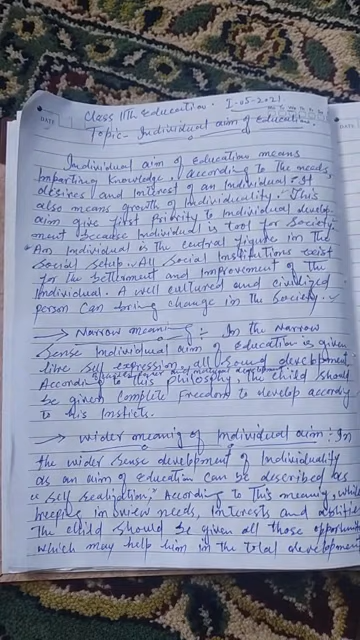 Class 11th Education. 1-05-2021
DATE
Topic- Individual aim of Education.
Individual aim of Education means
Imparting Knowledge, according to the needs,
desires and Interest of an Individual. It
also means growth of Individuality. This
aim give first Priority to Individual develop
ment because Individual is tool for Society.
* An Individual is the central figure in the
Social Setup. All Social Institutions exist
for the betterment and Improvement of the
Individual. A well cultured and civilized
person can bring change in the Society.
→ Narrow meaning:- In the Narrow
Sense Individual aim of Education is given
like Self expression, all round development
and natural development
According to this Philosophy, the child should
be given Complete freedom to develop according
to his Insticts.
→ Wider meaning of Individual aim: In
the wider sense development of Individuality
as an aim of Education can be described as
"Self Realization", According to this meaning, while
keeping in view needs, interests and abilities
The child should be given all those opportuni
which may help him in the total development